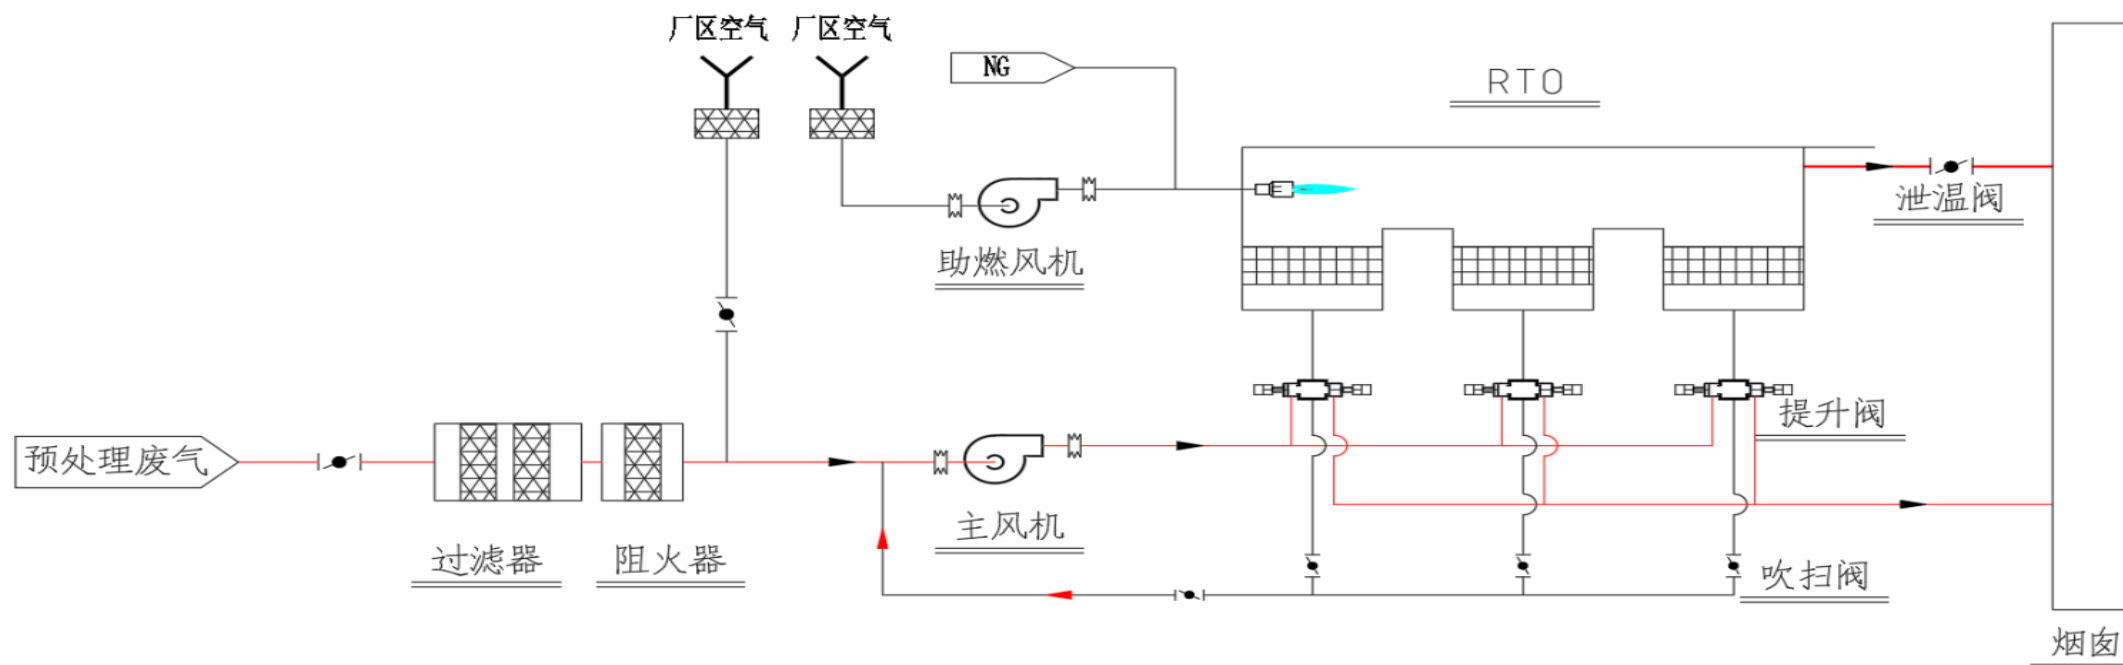 厂区空气 厂区空气
NG
RTO
泄温阀
助燃风机
提升阀
预处理废气
主风机
过滤器
阻火器
吹扫阀
烟囱